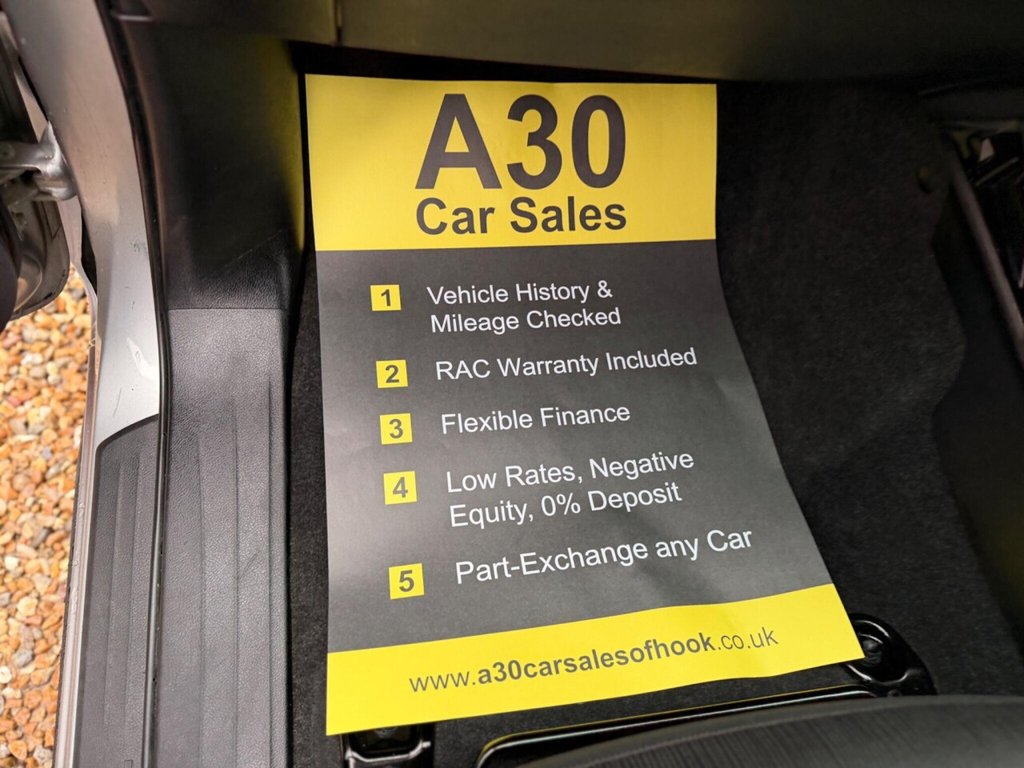 A30
Car Sales
1 Vehicle History &
Mileage Checked
2 RAC Warranty Included
3 Flexible Finance
4 Low Rates, Negative
Equity, 0% Deposit
5 Part-Exchange any Car
www.a30carsalesofhook.co.uk